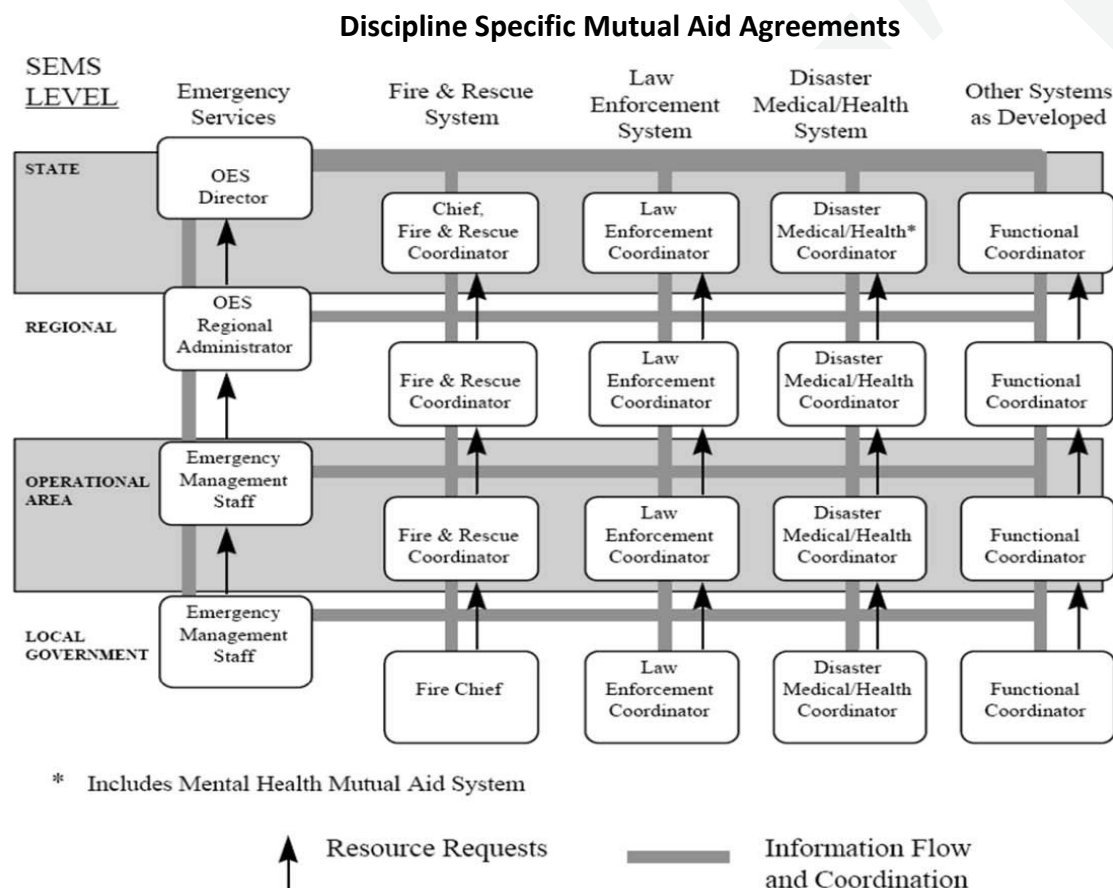 Discipline Specific Mutual Aid Agreements
SEMS
LEVEL
Emergency
Services
Fire & Rescue
System
Law
Enforcement
System
Disaster
Medical/Health
System
Other Systems
as Developed
STATE
OES
Director
Chief,
Fire & Rescue
Coordinator
Law
Enforcement
Coordinator
Disaster
Medical/Health*
Coordinator
Functional
Coordinator
REGIONAL
OES
Regional
Administrator
Fire & Rescue
Coordinator
Law
Enforcement
Coordinator
Disaster
Medical/Health
Coordinator
Functional
Coordinator
OPERATIONAL
AREA
Emergency
Management
Staff
Fire & Rescue
Coordinator
Law
Enforcement
Coordinator
Disaster
Medical/Health
Coordinator
Functional
Coordinator
LOCAL
GOVERNMENT
Emergency
Management
Staff
Fire Chief
Law
Enforcement
Coordinator
Disaster
Medical/Health
Coordinator
Functional
Coordinator
* Includes Mental Health Mutual Aid System
Resource Requests
Information Flow
and Coordination